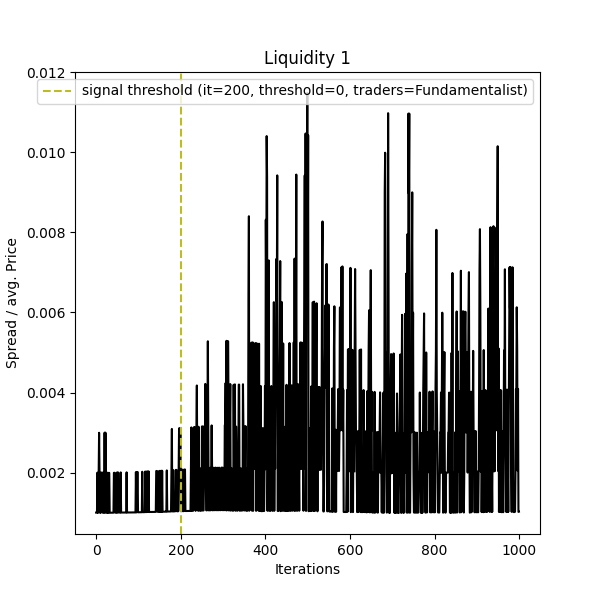 Liquidity 1
signal threshold (it=200, threshold=0, traders=Fundamentalist)
Spread / avg. Price
0.012
0.010
0.008
0.006
0.004
0.002
0 200 400 600 800 1000
Iterations